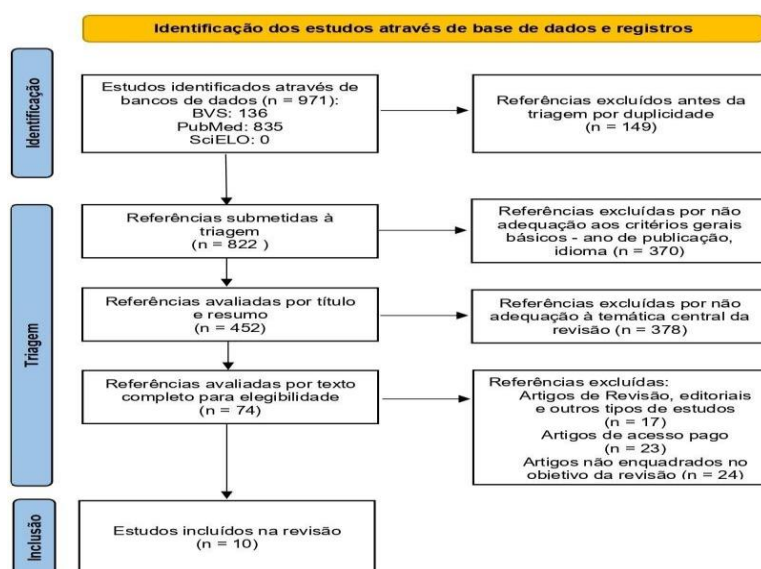 Identificação dos estudos através de base de dados e registros
Identificação
Estudos identificados através de
bancos de dados (n = 971):
BVS: 136
PubMed: 835
SciELO: 0
Referências excluídos antes da
triagem por duplicidade
(n = 149)
Triagem
Referências submetidas à
triagem
(n = 822 )
Referências excluídas por não
adequação aos critérios gerais
básicos - ano de publicação,
idioma (n = 370)
Referências avaliadas por título
e resumo
(n = 452)
Referências excluídas por não
adequação à temática central da
revisão (n = 378)
Referências avaliadas por texto
completo para elegibilidade
(n = 74)
Referências excluídas:
Artigos de Revisão, editoriais
e outros tipos de estudos
(n = 17)
Artigos de acesso pago
(n = 23)
Artigos não enquadrados no
objetivo da revisão (n = 24)
Inclusão
Estudos incluídos na revisão
(n = 10)